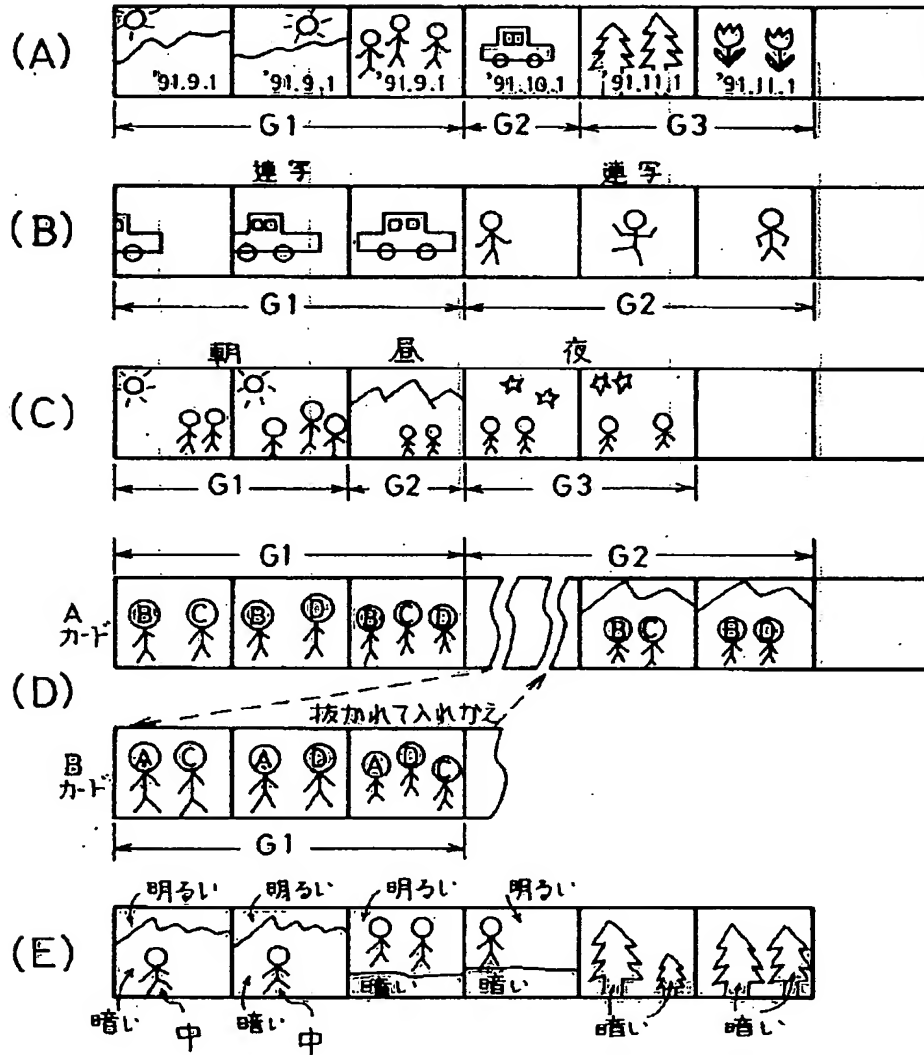 (A) '91.9.1 '91.9.1 '91.9.1 '91.10.1 '91.11.1 '91.11.1
G1 G2 G3
連写 連写
(B)
G1 G2
朝 昼 夜
(C)
G1 G2 G3
G1 G2
Aカード B C B D B C D B C B D
(D)
抜かれて入れかえ
Bカード A C A D A D C
G1
明るい 明るい 明るい 明るい
(E)
暗い 暗い
暗い 中 暗い 中 暗い 暗い